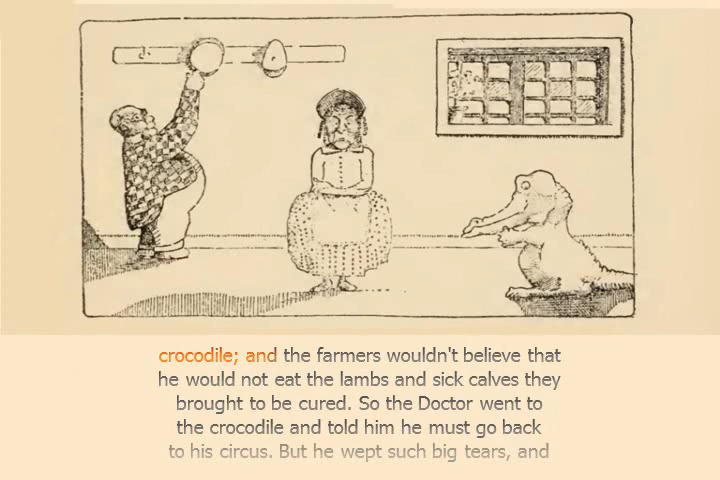 crocodile; and the farmers wouldn't believe that
he would not eat the lambs and sick calves they
brought to be cured. So the Doctor went to
the crocodile and told him he must go back
to his circus. But he wept such big tears, and